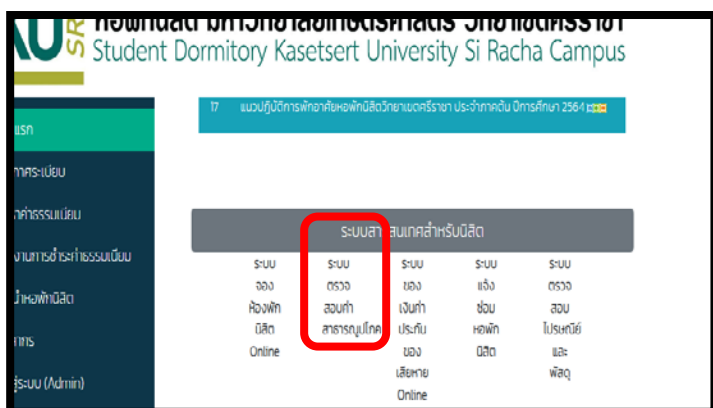 KU SR
หอพักนิสิต มหาวิทยาลัยเกษตรศาสตร์ วิทยาเขตศรีราชา
Student Dormitory Kasetsert University Si Racha Campus
17 แนวปฏิบัติการพักอาศัยหอพักนิสิตวิทยาเขตศรีราชา ประจำภาคต้น ปีการศึกษา 2564
แรก
กาศระเบียบ
าค่าธรรมเนียม
งานการชำระค่าธรรมเนียม
นำหอพักนิสิต
ากร
สู่ระบบ (Admin)
ระบบสารสนเทศสำหรับนิสิต
ระบบ
จอง
ห้องพัก
นิสิต
Online
ระบบ
ตรวจ
สอบค่า
สาธารณูปโภค
ระบบ
ของ
เงินค่า
ประกัน
ของ
เสียหาย
Online
ระบบ
แจ้ง
ซ่อม
หอพัก
นิสิต
ระบบ
ตรวจ
สอบ
ไปรษณีย์
และ
พัสดุ